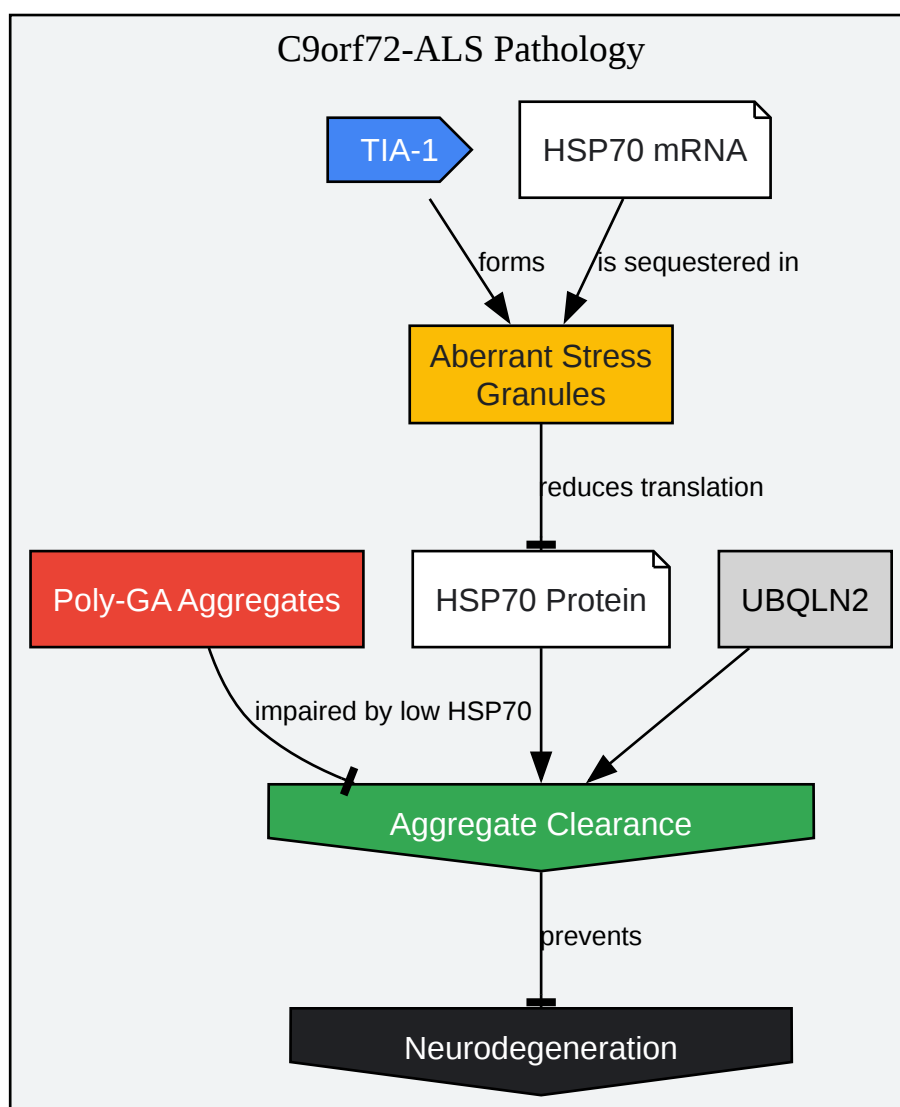 C9orf72-ALS Pathology
TIA-1
HSP70 mRNA
forms
is sequestered in
Aberrant Stress
Granules
reduces translation
Poly-GA Aggregates
HSP70 Protein
UBQLN2
impaired by low HSP70
Aggregate Clearance
prevents
Neurodegeneration